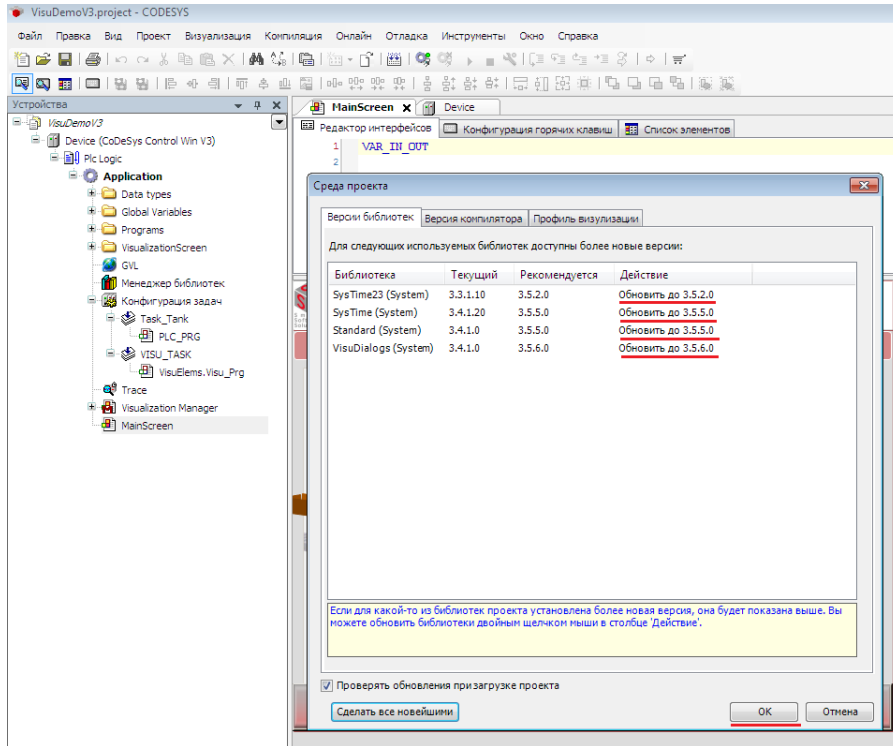 VisuDemoV3.project - CODESYS
Файл Правка Вид Проект Визуализация Компиляция Онлайн Отладка Инструменты Окно Справка
Устройства
MainScreen
Device
VisuDemoV3
Редактор интерфейсов
Конфигурация горячих клавиш
Список элементов
Device (CoDeSys Control Win V3)
1 VAR_IN_OUT
Plc Logic
2
Application
Data types
Global Variables
Programs
VisualizationScreen
GVL
Менеджер библиотек
Конфигурация задач
Task_Tank
PLC_PRG
VISU_TASK
VisuElems.Visu_Prg
Trace
Visualization Manager
MainScreen
Среда проекта
Версии библиотек
Версия компилятора
Профиль визулизации
Для следующих используемых библиотек доступны более новые версии:
Библиотека Текущий Рекомендуется Действие
SysTime23 (System) 3.3.1.10 3.5.2.0 Обновить до 3.5.2.0
SysTime (System) 3.4.1.20 3.5.5.0 Обновить до 3.5.5.0
Standard (System) 3.4.1.0 3.5.5.0 Обновить до 3.5.5.0
VisuDialogs (System) 3.4.1.0 3.5.6.0 Обновить до 3.5.6.0
Если для какой-то из библиотек проекта установлена более новая версия, она будет показана выше. Вы
можете обновить библиотеки двойным щелчком мыши в столбце 'Действие'.
Проверять обновления при загрузке проекта
Сделать все новейшими
OK
Отмена